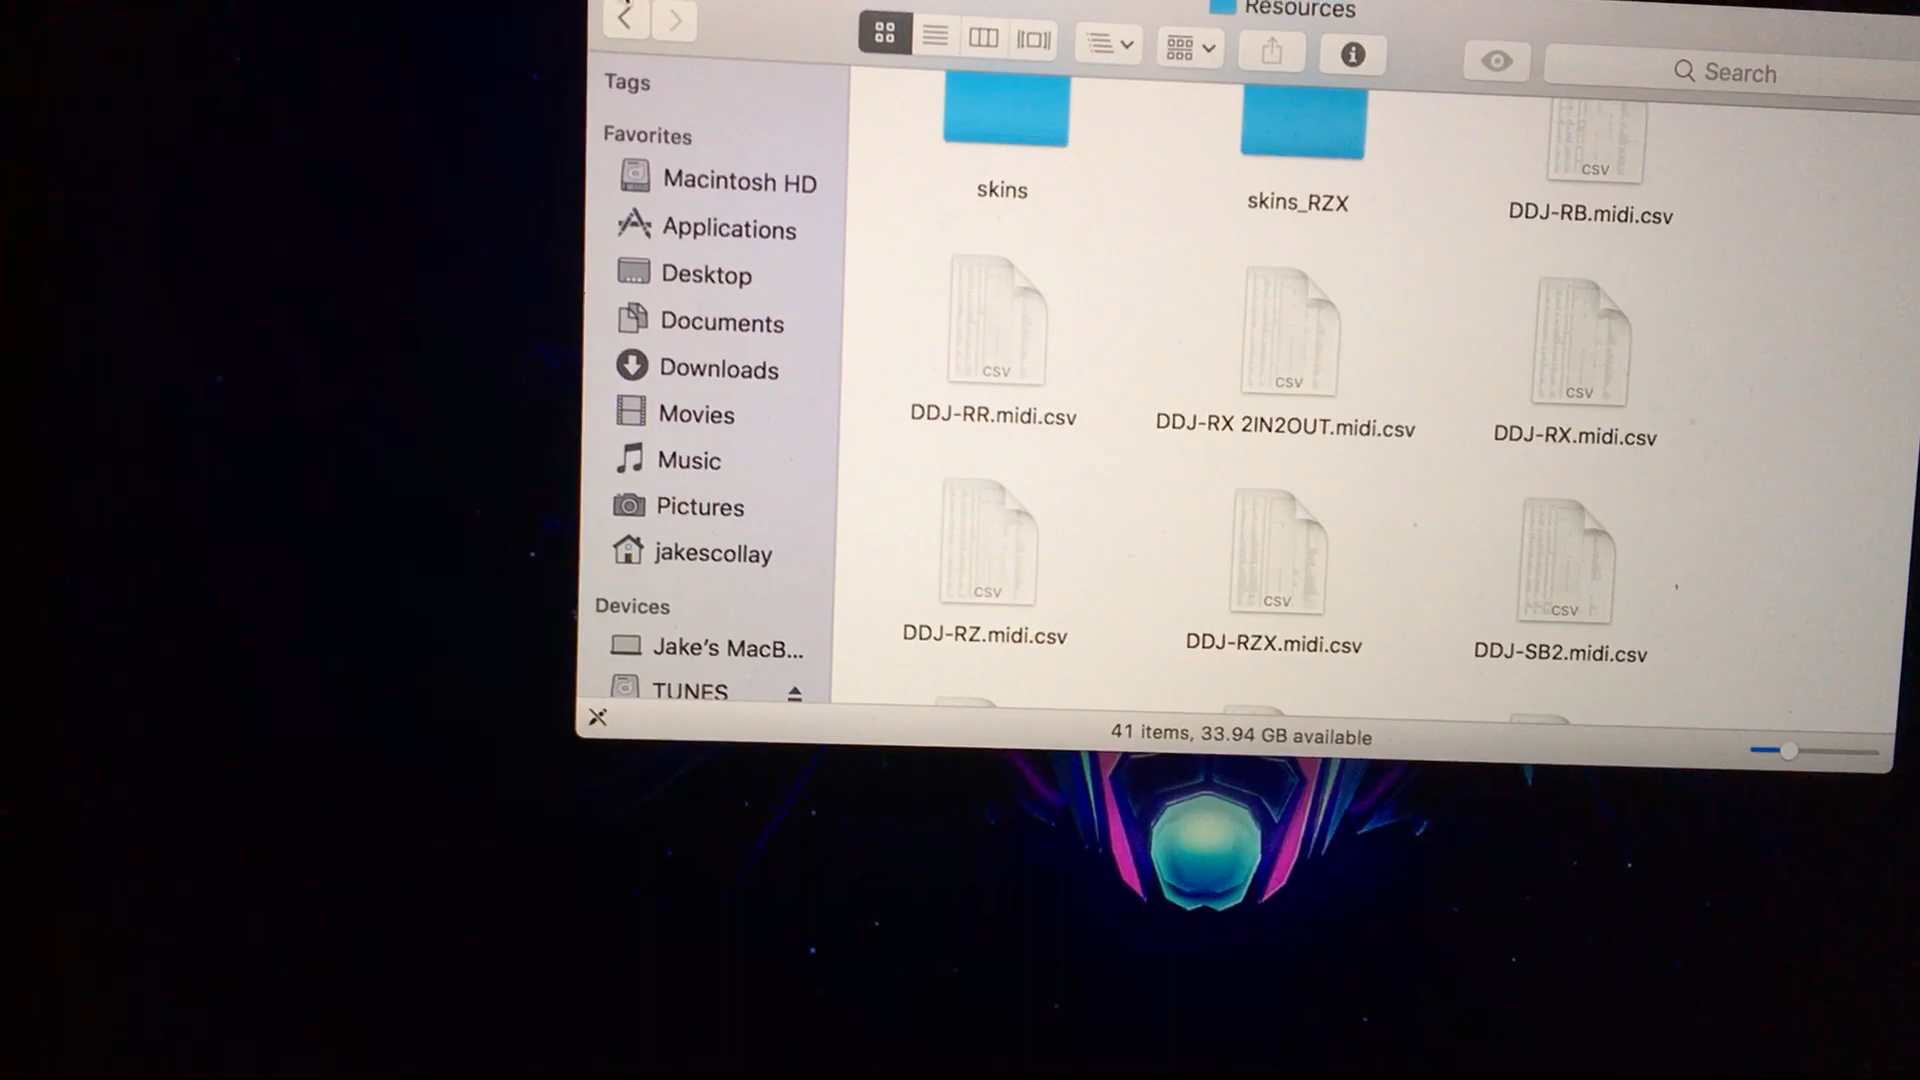 Resources
Search
Tags
Favorites
Macintosh HD
Applications
Desktop
Documents
Downloads
Movies
Music
Pictures
jakescollay
Devices
Jake's MacB...
TUNES
skins
skins_RZX
CSV
DDJ-RB.midi.csv
CSV
DDJ-RR.midi.csv
CSV
DDJ-RX 2IN2OUT.midi.csv
CSV
DDJ-RX.midi.csv
CSV
DDJ-RZ.midi.csv
CSV
DDJ-RZX.midi.csv
CSV
DDJ-SB2.midi.csv
41 items, 33.94 GB available